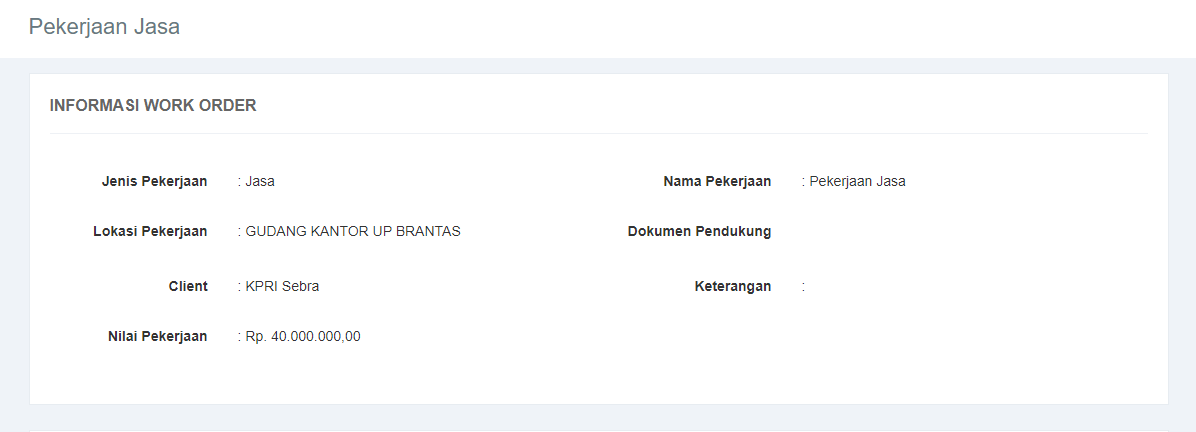 Pekerjaan Jasa
INFORMASI WORK ORDER
Jenis Pekerjaan : Jasa Nama Pekerjaan : Pekerjaan Jasa
Lokasi Pekerjaan : GUDANG KANTOR UP BRANTAS Dokumen Pendukung
Client : KPRI Sebra Keterangan :
Nilai Pekerjaan : Rp. 40.000.000,00